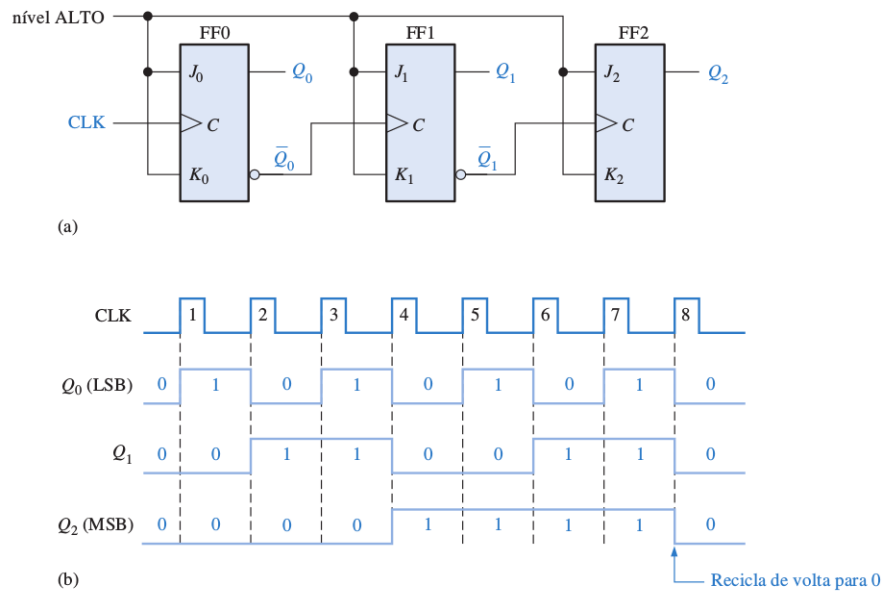 nível ALTO
FF0 FF1 FF2
J₀ Q₀ J₁ Q₁ J₂ Q₂
CLK C C C
K₀ Q̅₀ K₁ Q̅₁ K₂
(a)
CLK 1 2 3 4 5 6 7 8
Q₀ (LSB) 0 1 0 1 0 1 0 1 0
Q₁ 0 0 1 1 0 0 1 1 0
Q₂ (MSB) 0 0 0 0 1 1 1 1 0
(b) Recicla de volta para 0